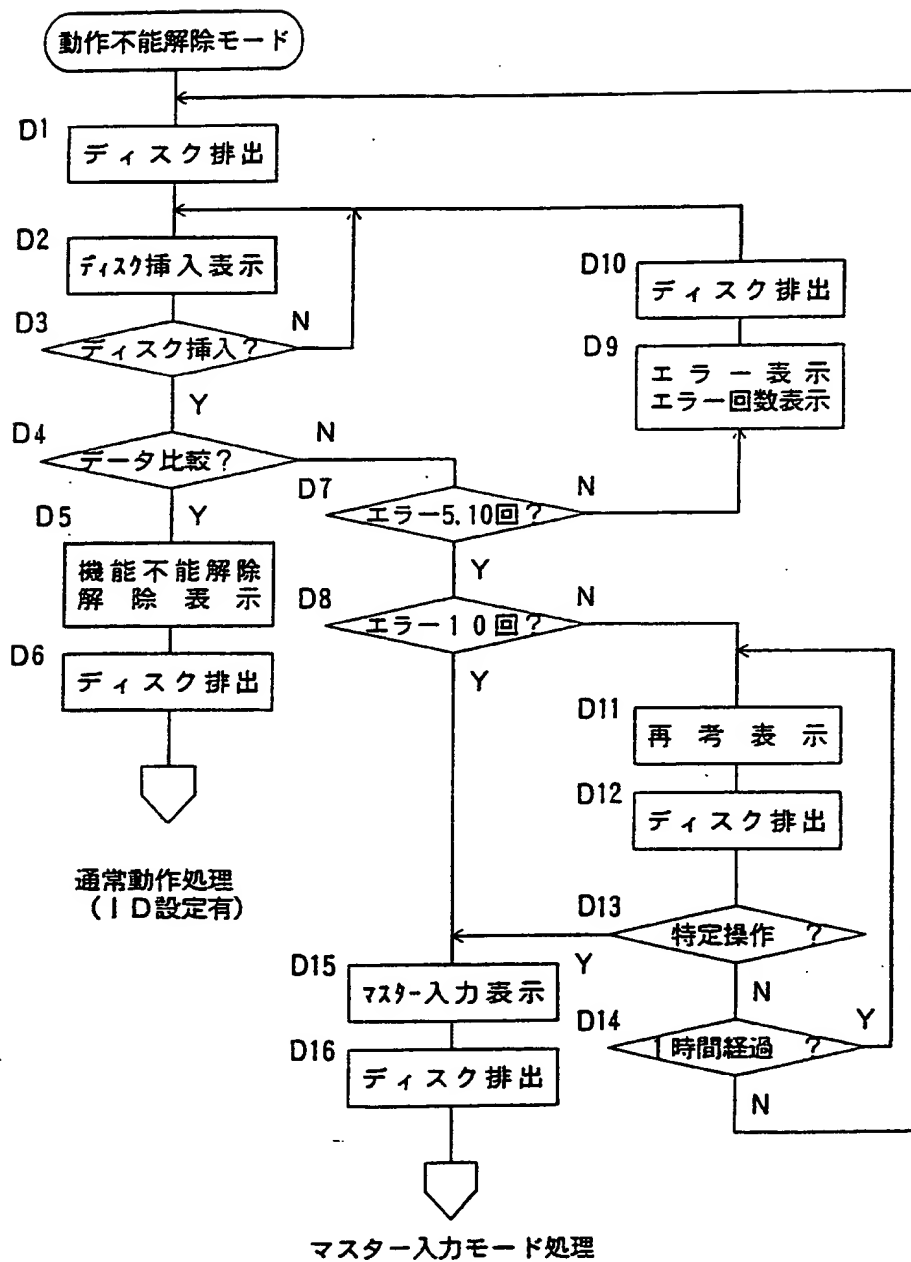 動作不能解除モード
D1
ディスク排出
D2
ディスク挿入表示
D3
ディスク挿入?
N
Y
D4
データ比較?
N
Y
D5
機能不能解除
解除表示
D6
ディスク排出
通常動作処理
(ID設定有)
D7
エラー5.10回?
N
Y
D8
エラー10回?
N
Y
D10
ディスク排出
D9
エラー表示
エラー回数表示
D11
再考表示
D12
ディスク排出
D13
特定操作 ?
Y
N
D14
1時間経過 ?
Y
N
D15
マスター入力表示
D16
ディスク排出
マスター入力モード処理